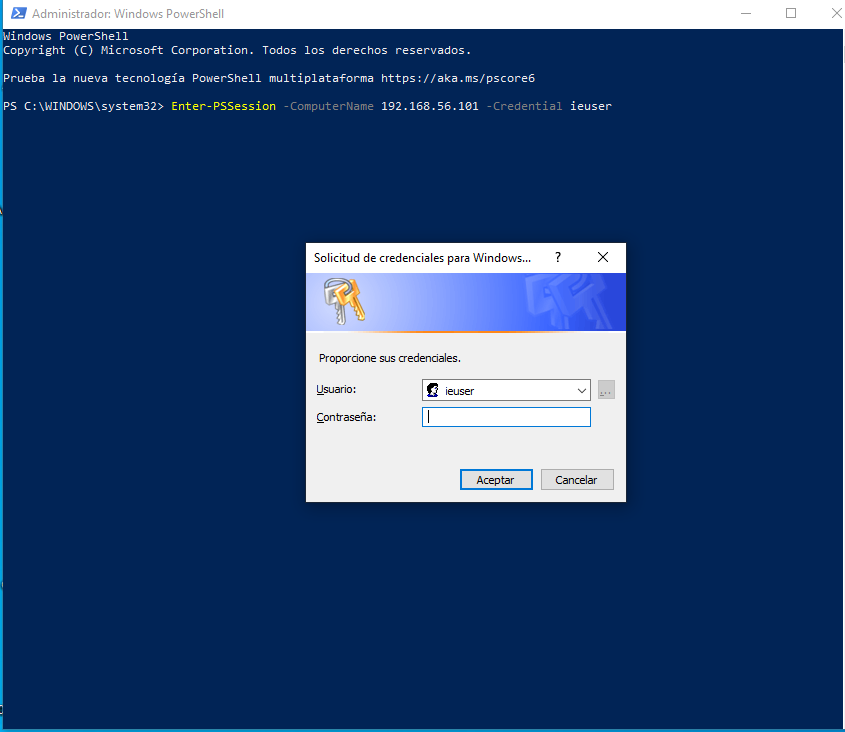 Administrador: Windows PowerShell
Windows PowerShell
Copyright (C) Microsoft Corporation. Todos los derechos reservados.
Prueba la nueva tecnología PowerShell multiplataforma https://aka.ms/pscore6
PS C:\WINDOWS\system32> Enter-PSSession -ComputerName 192.168.56.101 -Credential ieuser
Solicitud de credenciales para Windows... ?
Proporcione sus credenciales.
Usuario: ieuser ...
Contraseña:
Aceptar Cancelar